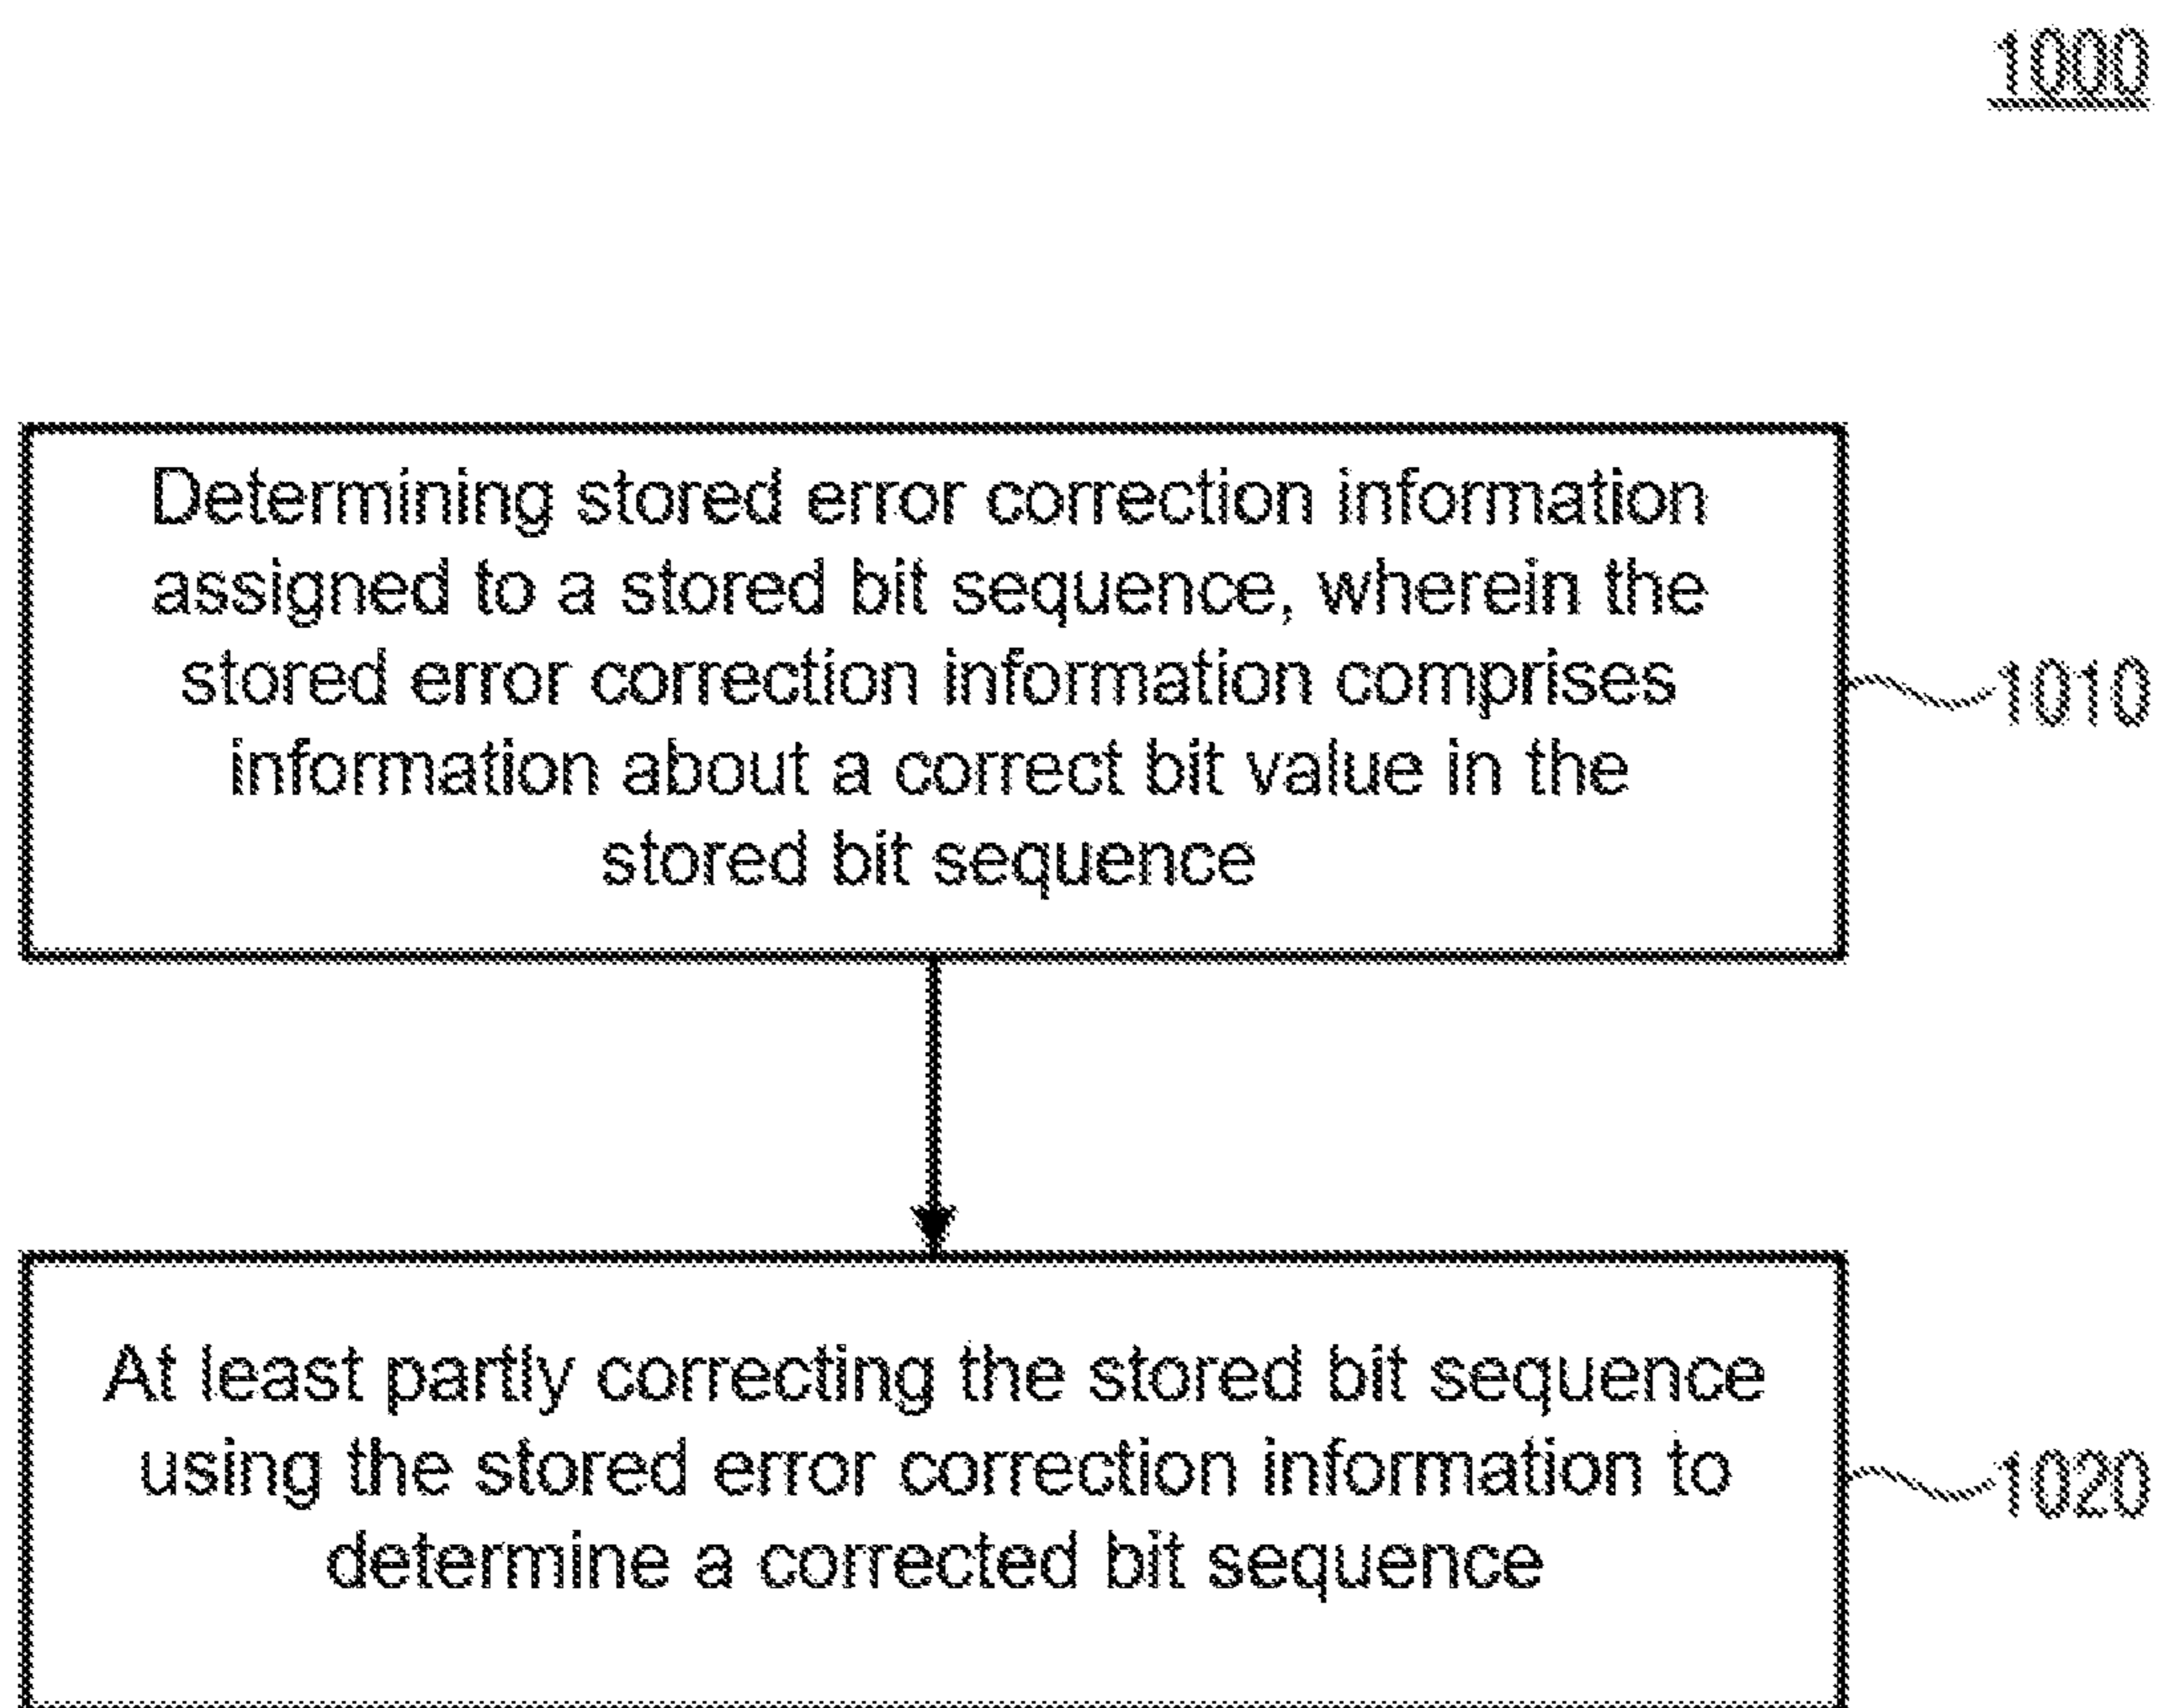 1000
Determining stored error correction information
assigned to a stored bit sequence, wherein the
stored error correction information comprises
information about a correct bit value in the
stored bit sequence
1010
At least partly correcting the stored bit sequence
using the stored error correction information to
determine a corrected bit sequence
1020